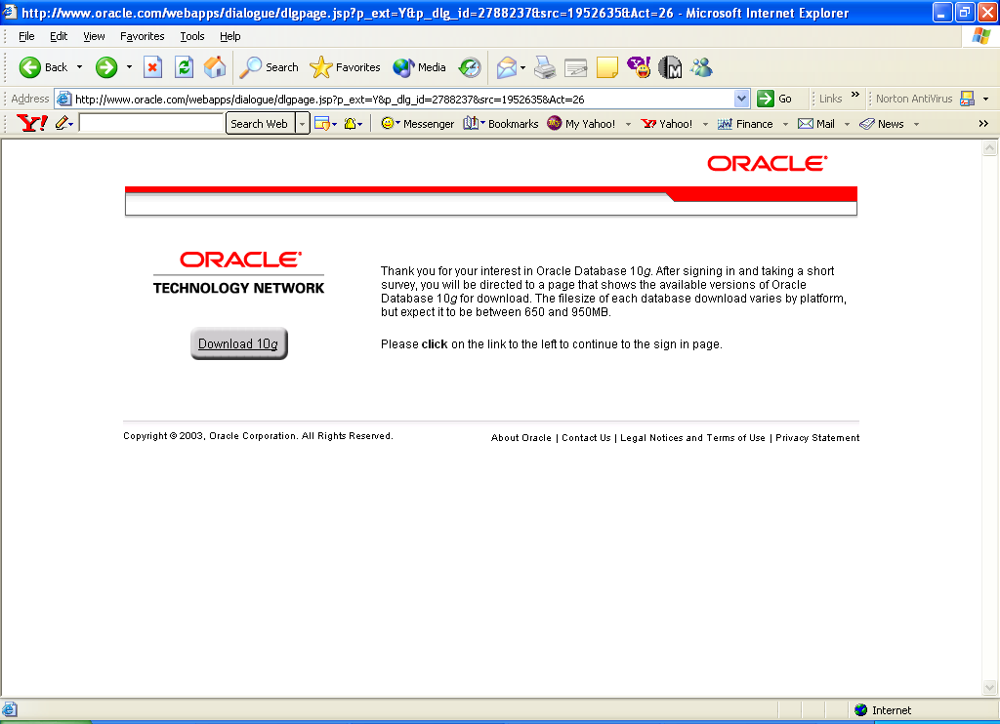 http://www.oracle.com/webapps/dialogue/dlgpage.jsp?p_ext=Y&p_dlg_id=2788237&src=1952635&Act=26 - Microsoft Internet Explorer
File Edit View Favorites Tools Help
Back Search Favorites Media
Address http://www.oracle.com/webapps/dialogue/dlgpage.jsp?p_ext=Y&p_dlg_id=2788237&src=1952635&Act=26 Go Links » Norton AntiVirus
Y! Search Web Messenger Bookmarks My Yahoo! Yahoo! Finance Mail News »
ORACLE®
ORACLE®
TECHNOLOGY NETWORK
Download 10g
Thank you for your interest in Oracle Database 10g. After signing in and taking a short
survey, you will be directed to a page that shows the available versions of Oracle
Database 10g for download. The filesize of each database download varies by platform,
but expect it to be between 650 and 950MB.
Please click on the link to the left to continue to the sign in page.
Copyright © 2003, Oracle Corporation. All Rights Reserved.
About Oracle | Contact Us | Legal Notices and Terms of Use | Privacy Statement
Internet